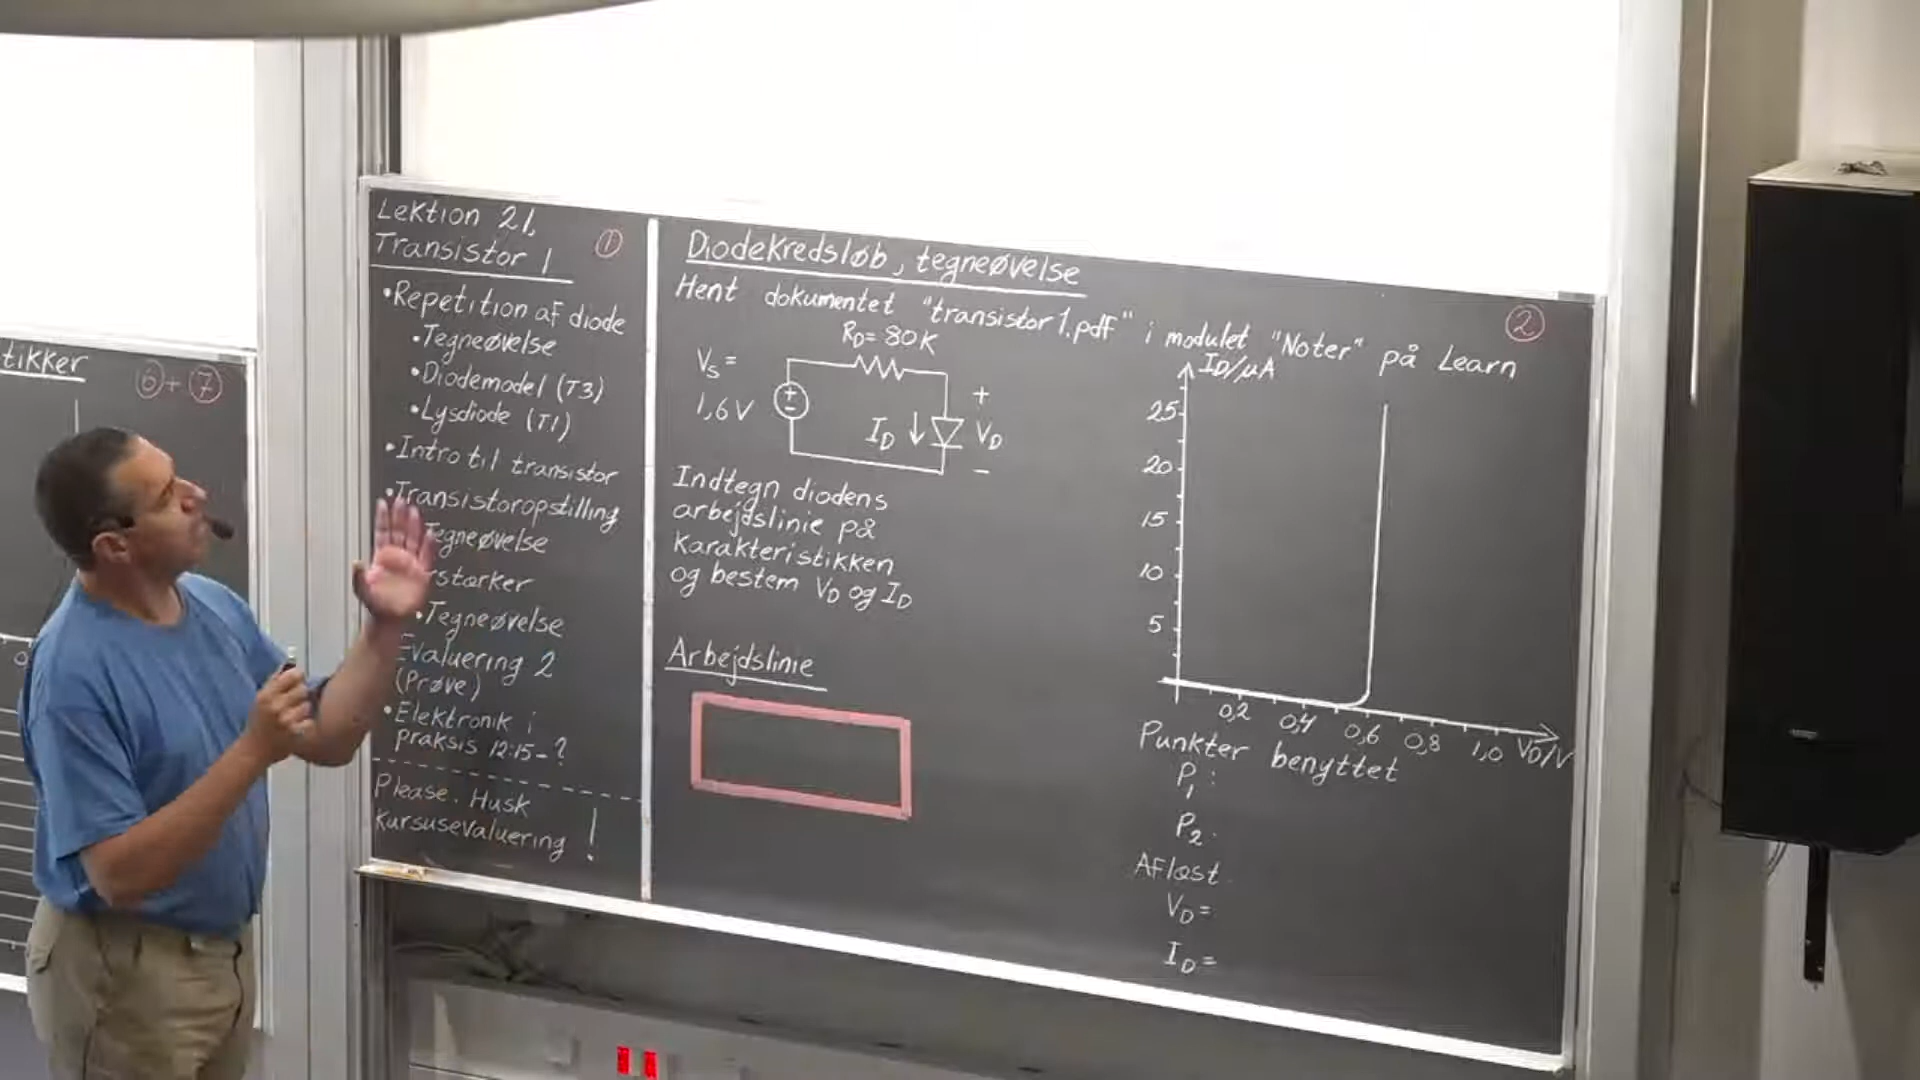 tikker
6 + 7
Lektion 21,
Transistor 1
1
• Repetition af diode
• Tegneøvelse
• Diodemodel (T3)
• Lysdiode (T1)
• Intro til transistor
• Transistoropstilling
Tegneøvelse
rstærker
• Tegneøvelse
Evaluering 2
(Prøve)
• Elektronik i
praksis 12:15-?
Please. Husk
kursusevaluering !
Diodekredsløb, tegneøvelse
2
Hent dokumentet "transistor1.pdf" i modulet "Noter" på Learn
RD= 80K
VS =
1,6V
+
-
ID
+
VD
-
Indtegn diodens
arbejdslinie på
karakteristikken
og bestem VD og ID
Arbejdslinie
ID/µA
25
20
15
10
5
0,2 0,4 0,6 0,8 1,0 VD/V
Punkter benyttet
P1:
P2:
Aflæst
VD=
ID=